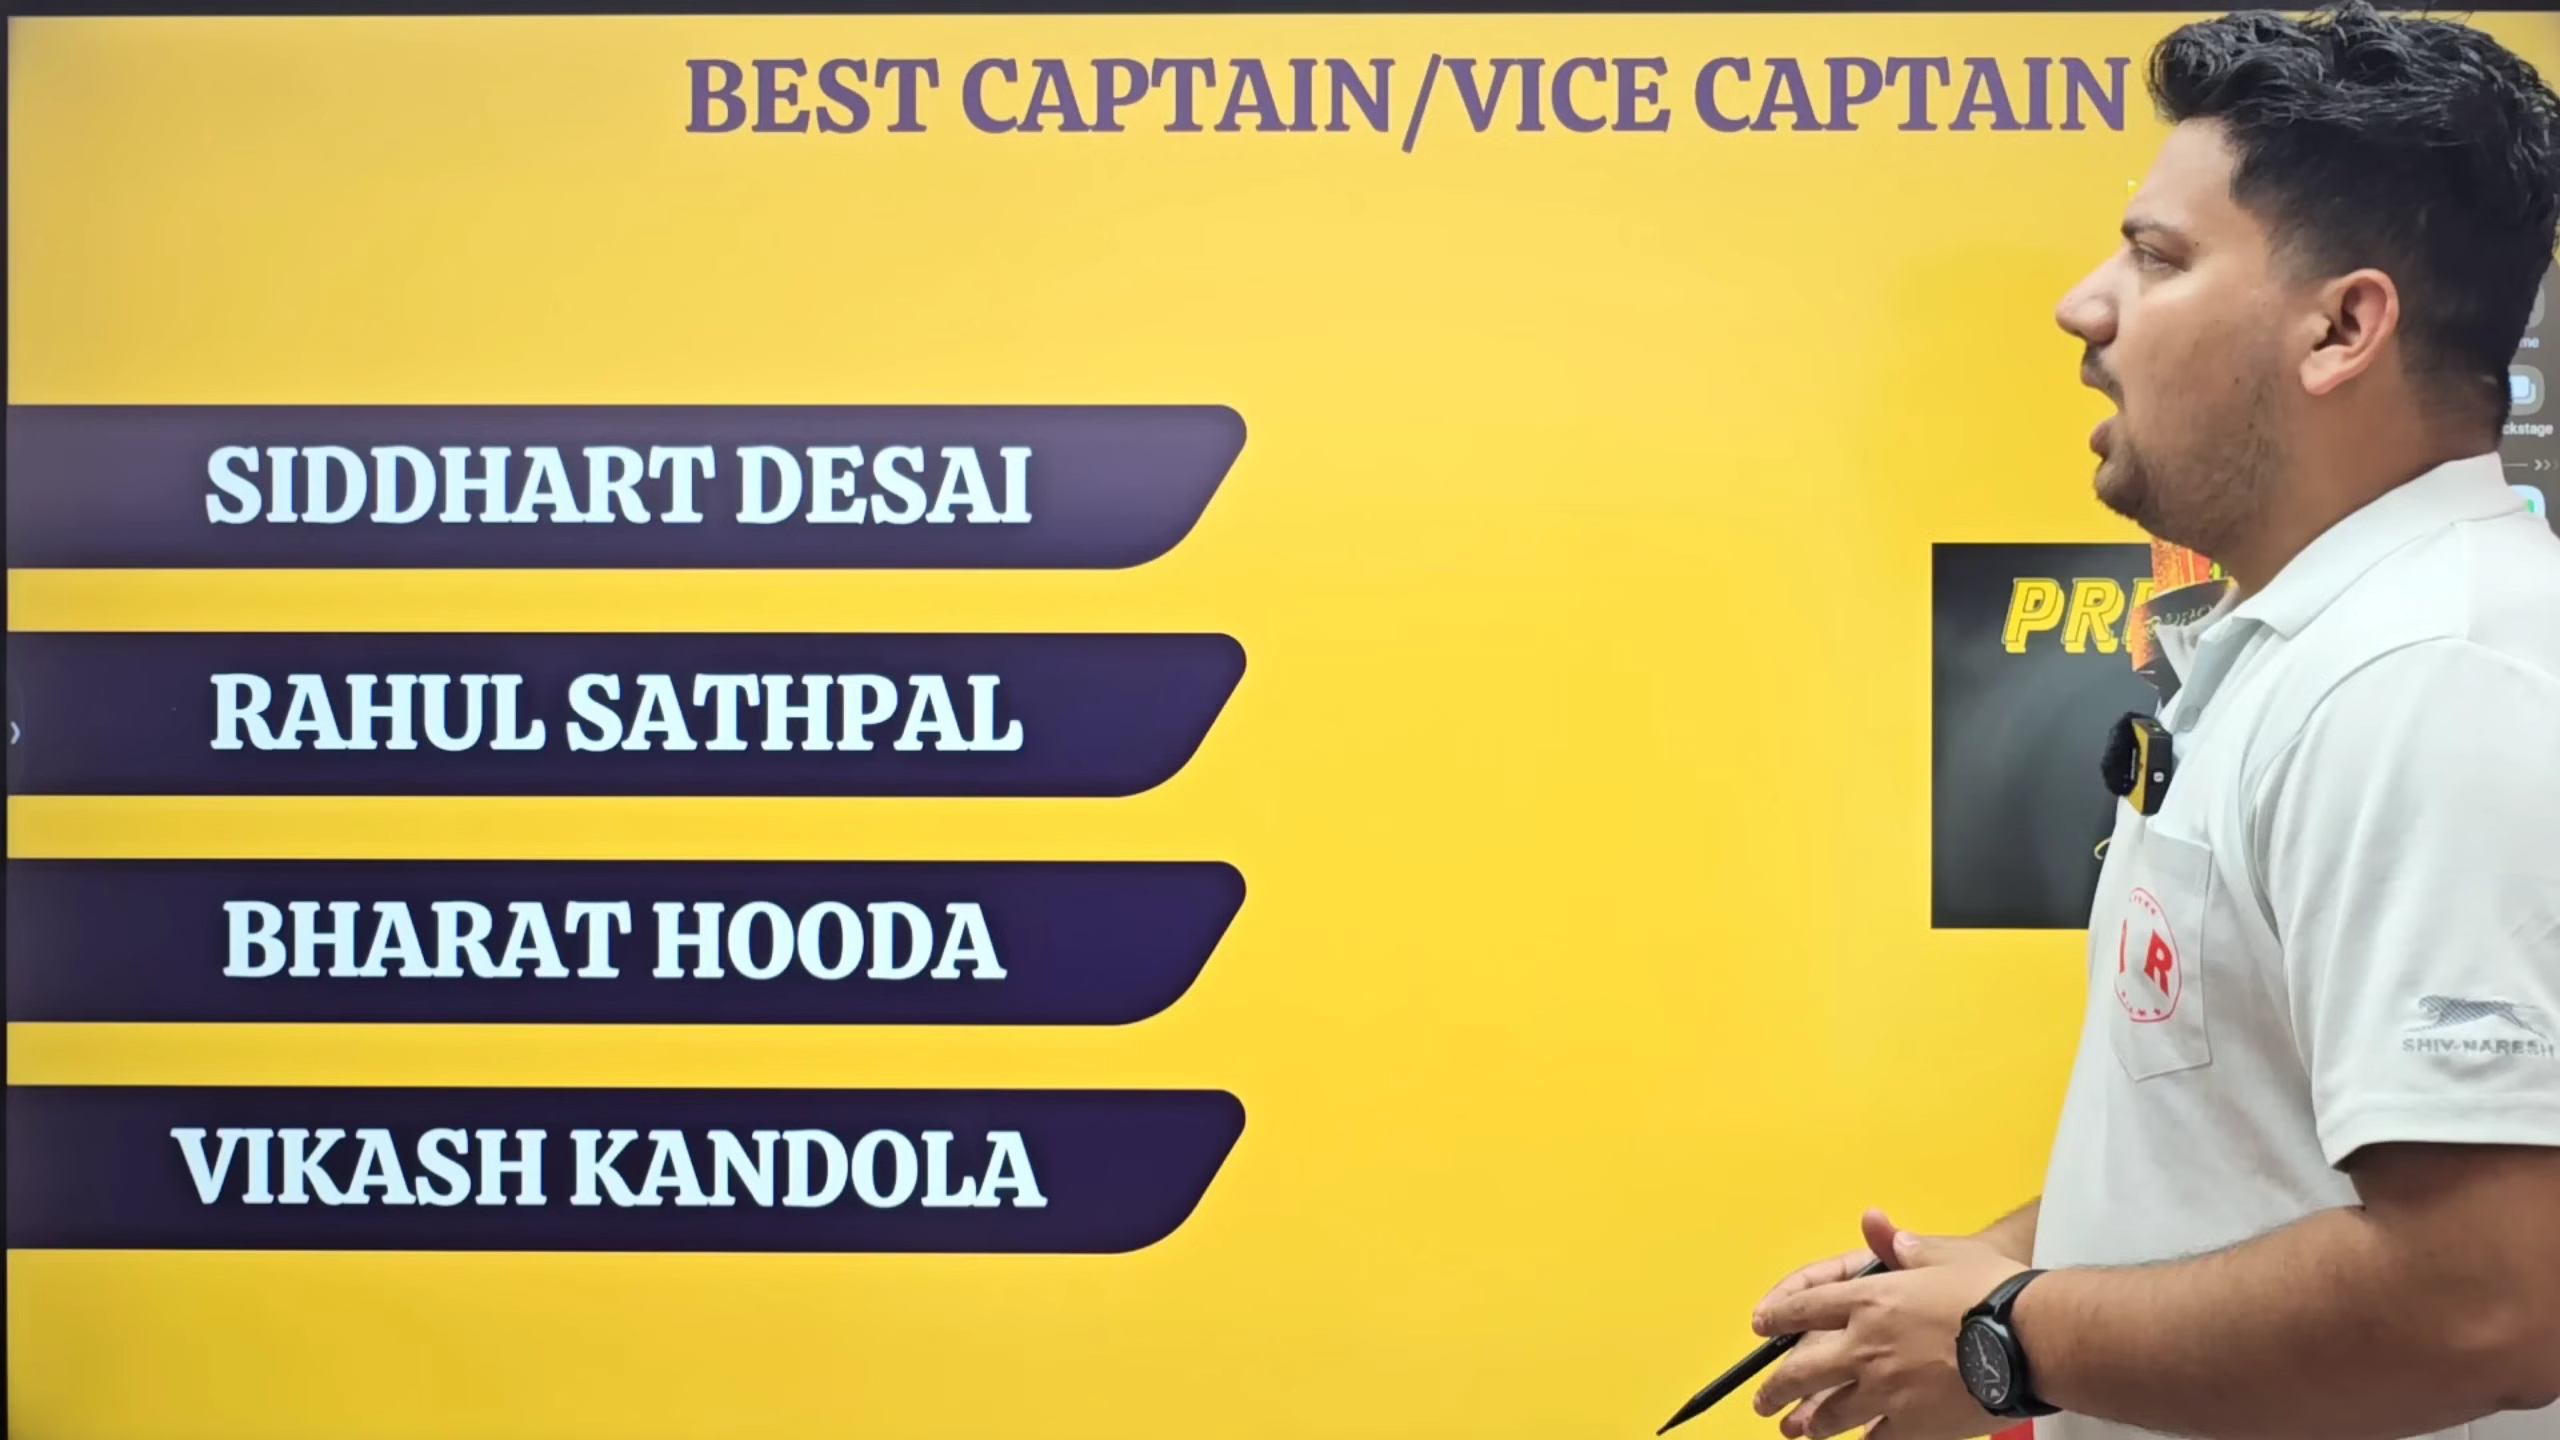 BEST CAPTAIN/VICE CAPTAIN
SIDDHART DESAI
RAHUL SATHPAL
BHARAT HOODA
VIKASH KANDOLA
R
SHIV-NARESH